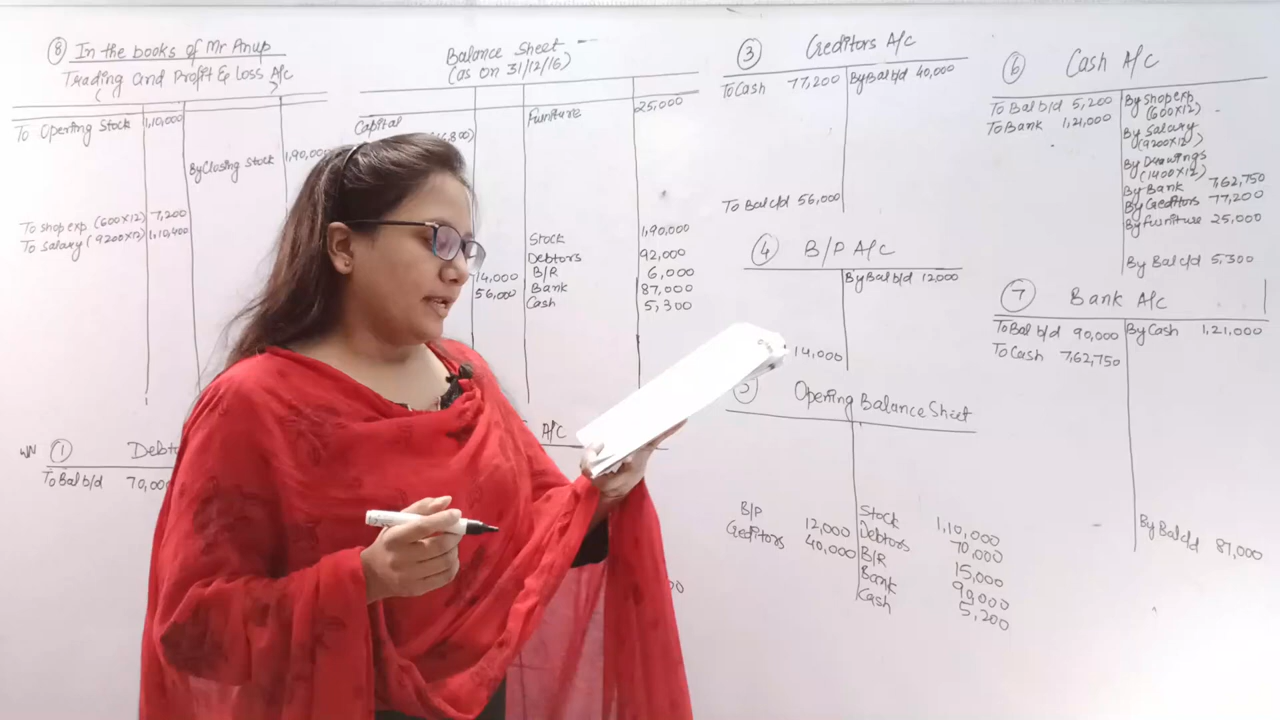 ⑧ In the books of Mr Anup
Trading and Profit & Loss A/c
To Opening Stock 1,10,000
By Closing Stock 1,90,000
To shop exp (600x12) 7,200
To salary (9200x12) 1,10,400
Balance Sheet
(as on 31/12/16)
Capital
Furniture 25,000
Stock 1,90,000
Debtors 92,000
14,000 B/R 6,000
56,000 Bank 87,000
Cash 5,300
WN ① Debto
To Bal b/d 70,00
A/C
③ Creditors A/c
To Cash 77,200 By Bal b/d 40,000
To Bal c/d 56,000
④ B/P A/c
By Bal b/d 12,000
14,000
Opening Balance Sheet
B/P 12,000 Stock 1,10,000
Creditors 40,000 Debtors 70,000
B/R 15,000
Bank 90,000
Cash 5,200
⑥ Cash A/c
To Bal b/d 5,200 By Shop exp
(600x12)
To Bank 1,21,000 By Salary
(9200x12)
By Drawings
(1400x12)
By Bank 7,62,750
By Creditors 77,200
By Furniture 25,000
By Bal c/d 5,300
⑦ Bank A/c
To Bal b/d 90,000 By Cash 1,21,000
To Cash 7,62,750
By Bal c/d 87,000